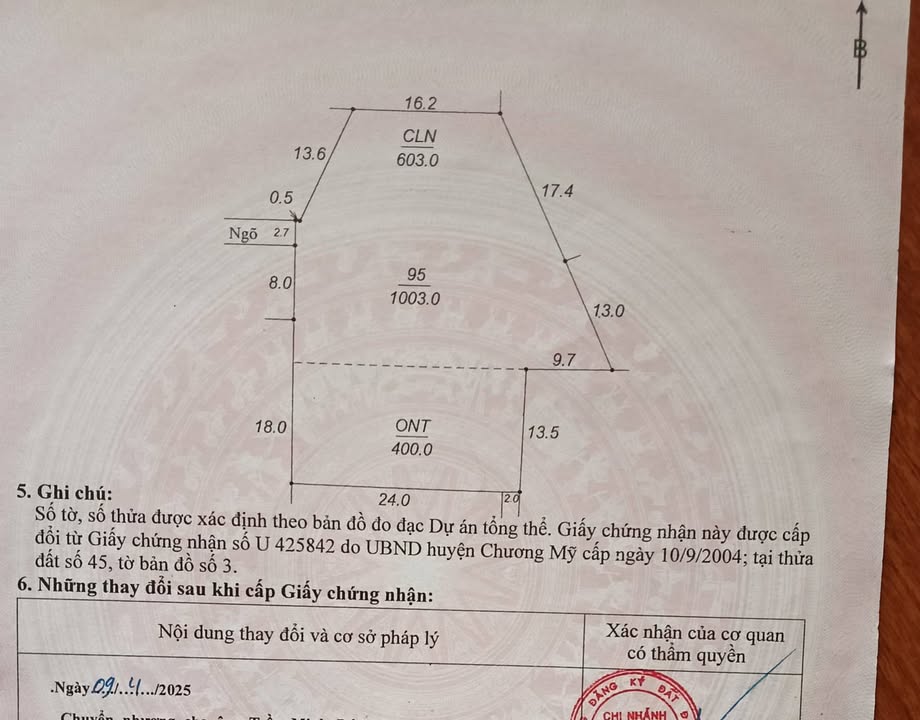 B
16.2
CLN
603.0
13.6
17.4
0.5
Ngõ 2.7
8.0
95
1003.0
13.0
9.7
18.0
ONT
400.0
13.5
24.0
2.0
5. Ghi chú:
Số tờ, số thửa được xác định theo bản đồ đo đạc Dự án tổng thể. Giấy chứng nhận này được cấp
đổi từ Giấy chứng nhận số U 425842 do UBND huyện Chương Mỹ cấp ngày 10/9/2004; tại thửa
đất số 45, tờ bản đồ số 3.
6. Những thay đổi sau khi cấp Giấy chứng nhận:
Nội dung thay đổi và cơ sở pháp lý
Xác nhận của cơ quan
có thẩm quyền
.Ngày 09/..4.../2025
ĐĂNG KÝ ĐẤT Đ
CHI NHÁNH